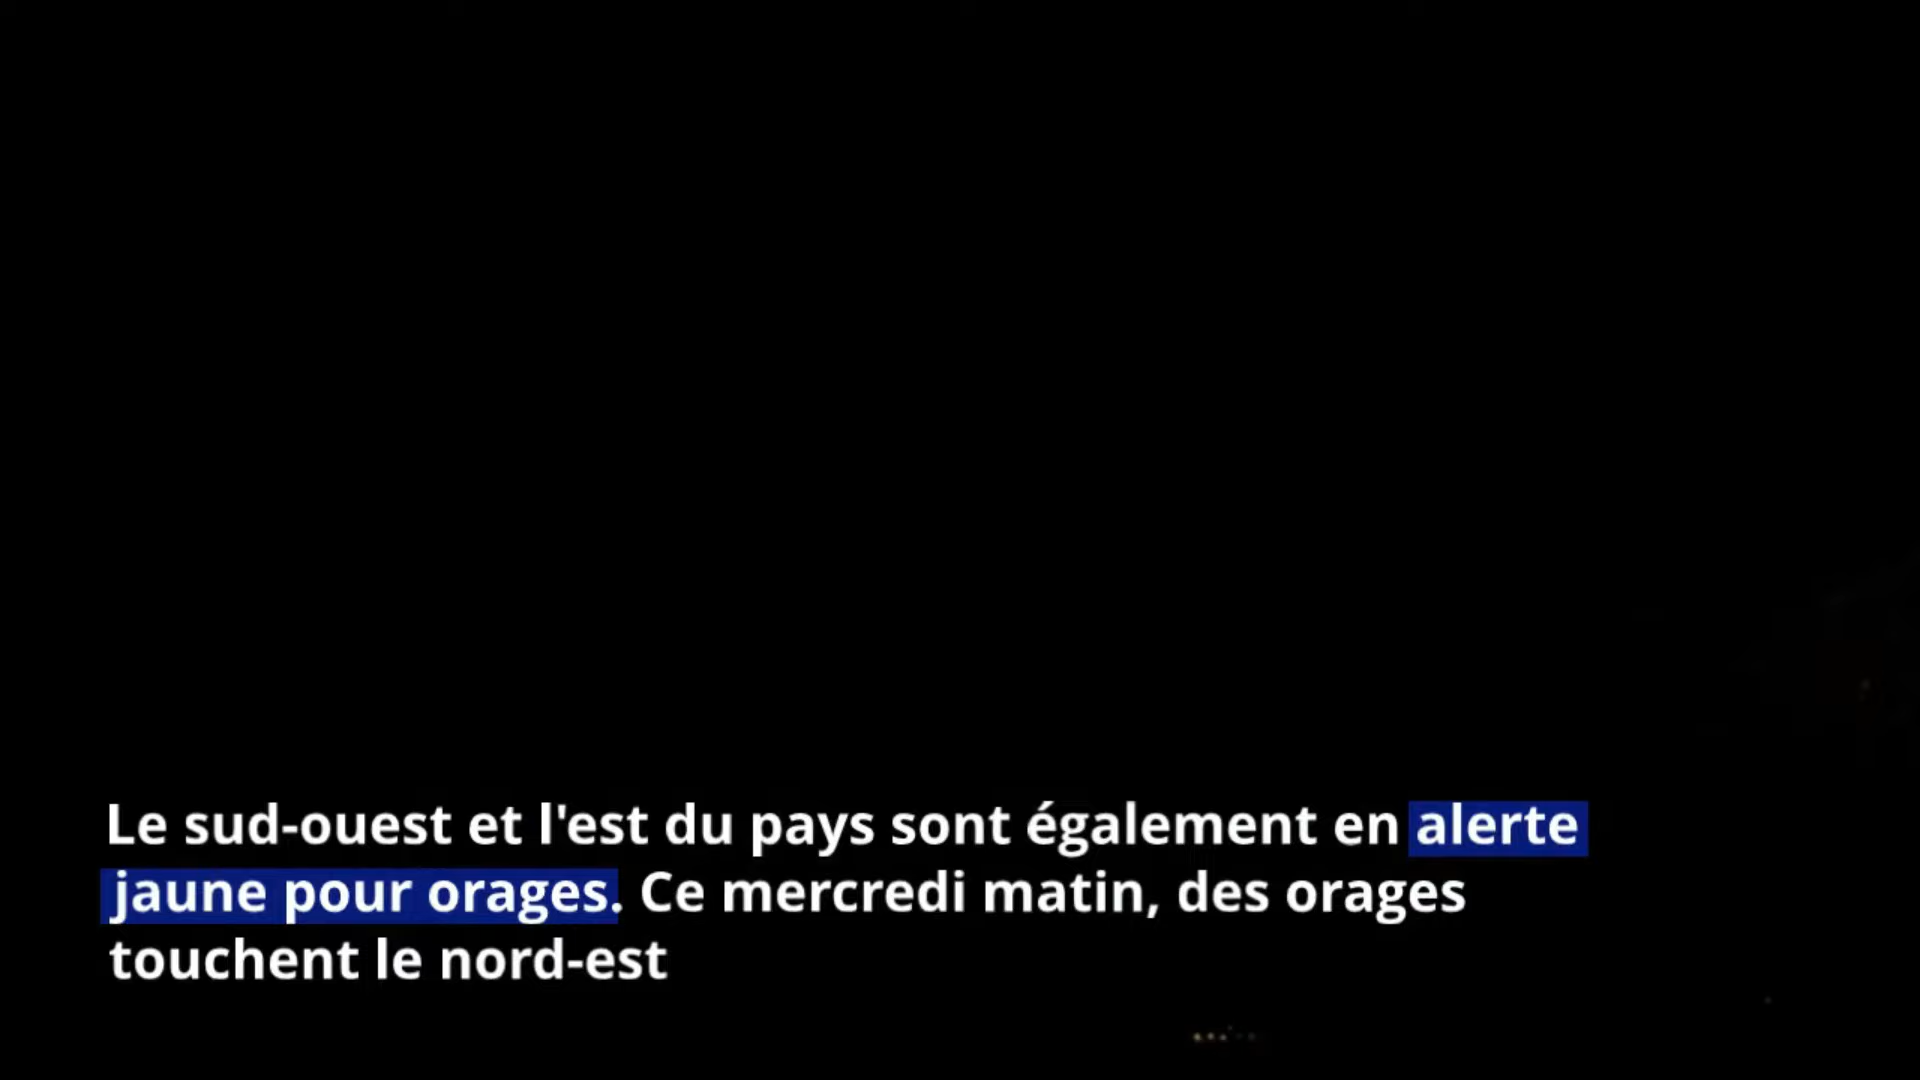 Le sud-ouest et l'est du pays sont également en alerte
jaune pour orages. Ce mercredi matin, des orages
touchent le nord-est